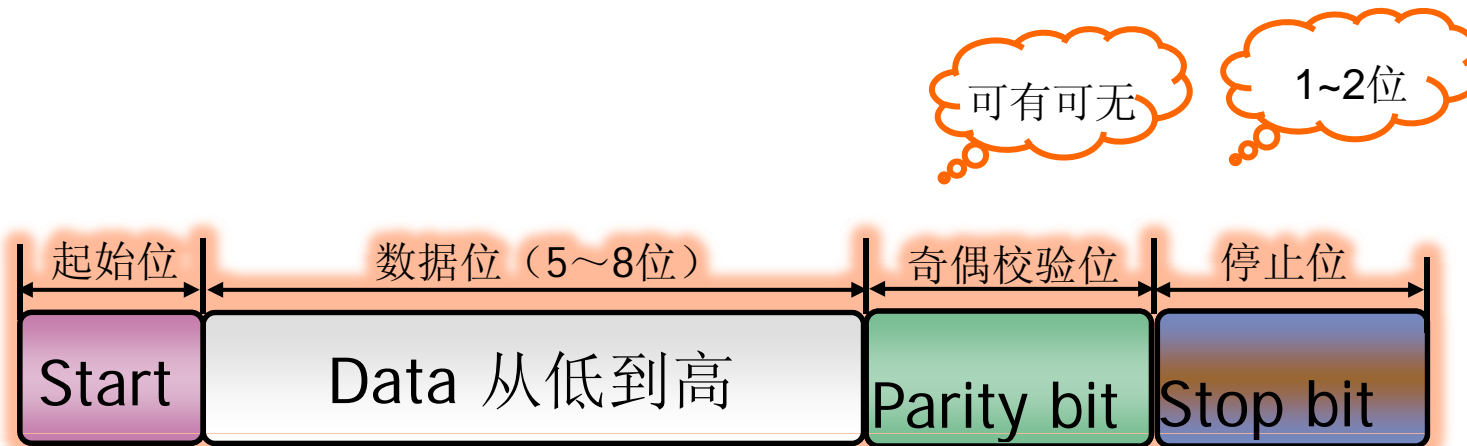 可有可无
1~2位
起始位
数据位（5～8位）
奇偶校验位
停止位
Start
Data 从低到高
Parity bit
Stop bit